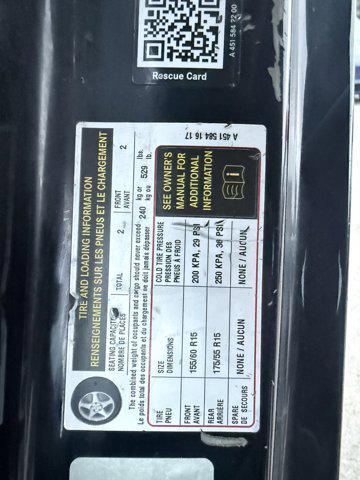 Rescue Card
A 451 584 22 00
A 451 584 16 17
TIRE AND LOADING INFORMATION
RENSEIGNEMENTS SUR LES PNEUS ET LE CHARGEMENT
SEATING CAPACITY TOTAL 2 FRONT 2
NOMBRE DE PLACES AVANT
The combined weight of occupants and cargo should never exceed 240 kg or 529 lbs.
Le poids total des occupants et du chargement ne doit jamais dépasser kg ou lb.
TIRE SIZE COLD TIRE PRESSURE
PNEU DIMENSIONS PRESSION DES
PNEUS A FROID
FRONT 155/60 R15 200 KPA, 29 PSI
AVANT
REAR 175/55 R15 250 KPA, 36 PSI
ARRIÈRE
SPARE NONE / AUCUN NONE / AUCUN
DE SECOURS
SEE OWNER'S
MANUAL FOR
ADDITIONAL
INFORMATION